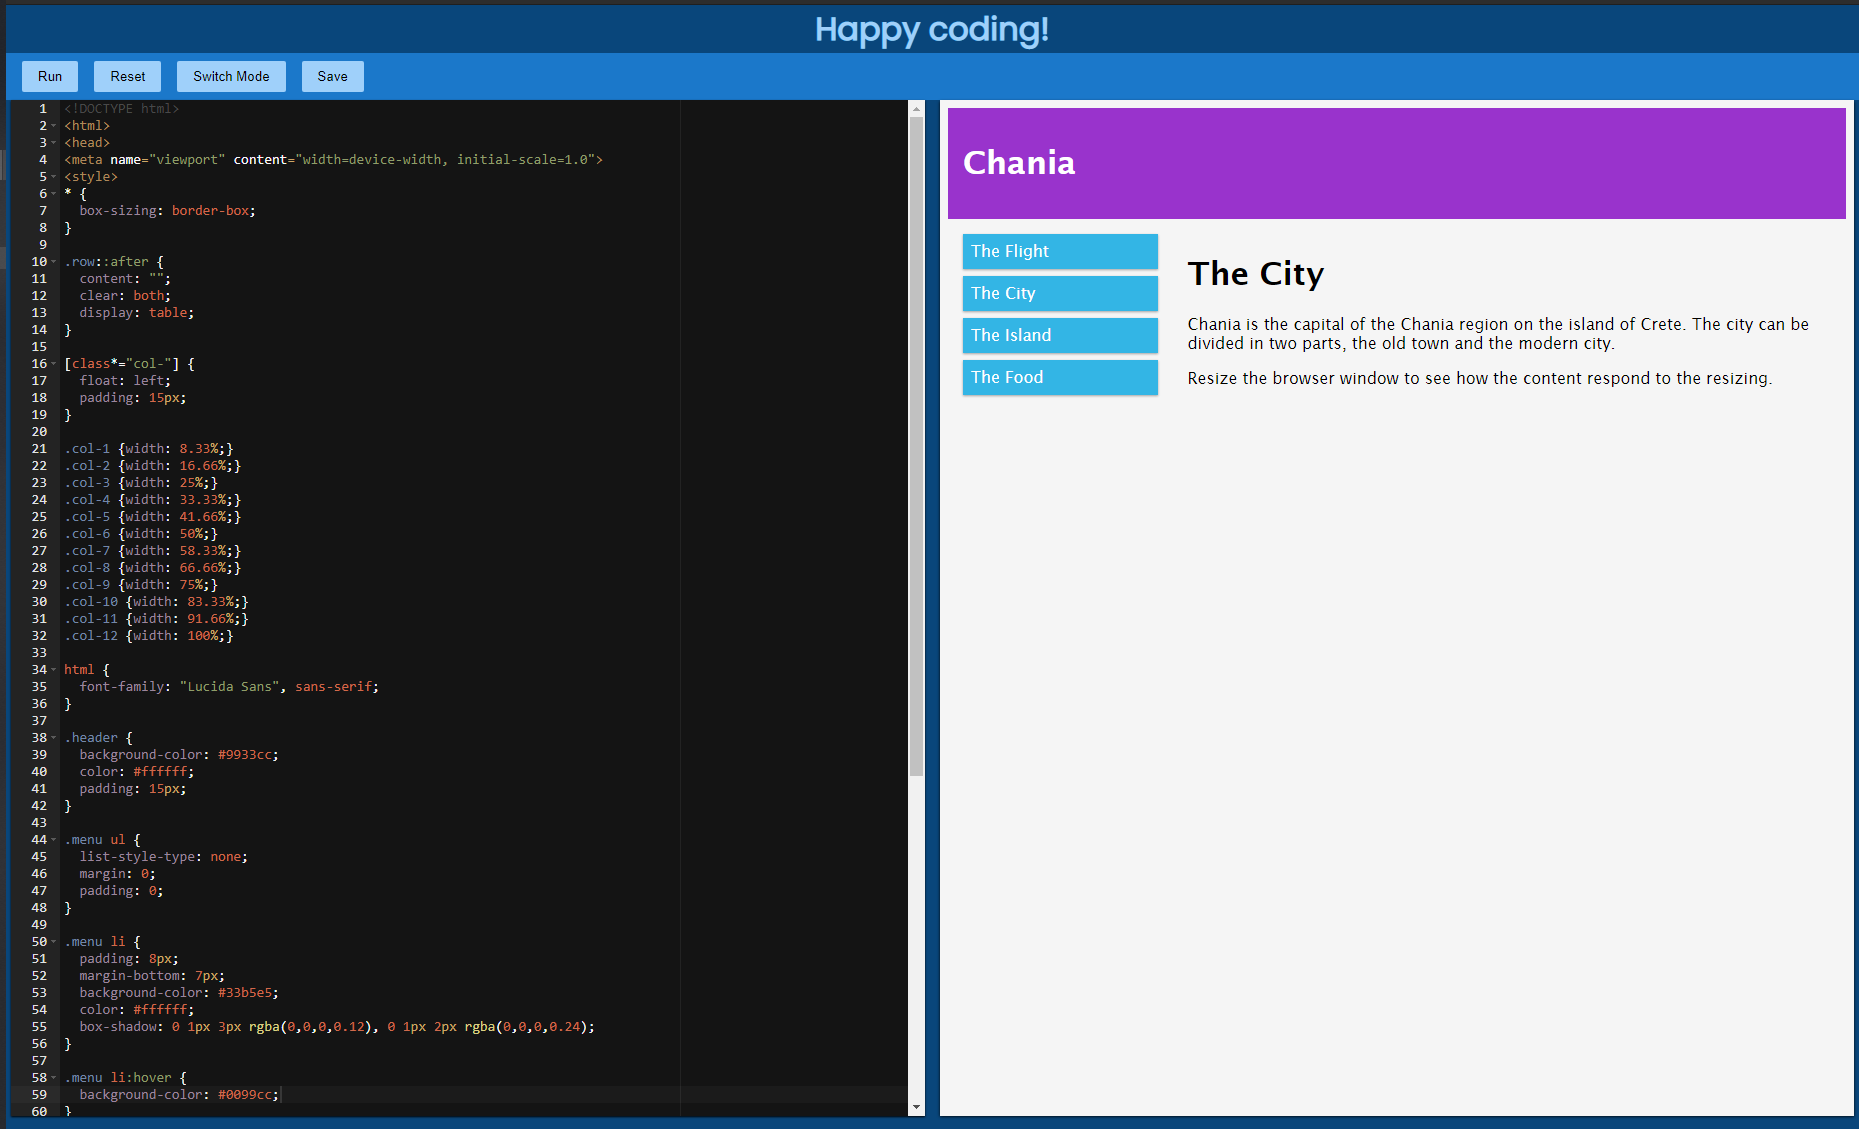 Happy coding!
Run Reset Switch Mode Save
1 <!DOCTYPE html>
2 <html>
3 <head>
4 <meta name="viewport" content="width=device-width, initial-scale=1.0">
5 <style>
6 * {
7   box-sizing: border-box;
8 }
9
10 .row::after {
11   content: "";
12   clear: both;
13   display: table;
14 }
15
16 [class*="col-"] {
17   float: left;
18   padding: 15px;
19 }
20
21 .col-1 {width: 8.33%;}
22 .col-2 {width: 16.66%;}
23 .col-3 {width: 25%;}
24 .col-4 {width: 33.33%;}
25 .col-5 {width: 41.66%;}
26 .col-6 {width: 50%;}
27 .col-7 {width: 58.33%;}
28 .col-8 {width: 66.66%;}
29 .col-9 {width: 75%;}
30 .col-10 {width: 83.33%;}
31 .col-11 {width: 91.66%;}
32 .col-12 {width: 100%;}
33
34 html {
35   font-family: "Lucida Sans", sans-serif;
36 }
37
38 .header {
39   background-color: #9933cc;
40   color: #ffffff;
41   padding: 15px;
42 }
43
44 .menu ul {
45   list-style-type: none;
46   margin: 0;
47   padding: 0;
48 }
49
50 .menu li {
51   padding: 8px;
52   margin-bottom: 7px;
53   background-color: #33b5e5;
54   color: #ffffff;
55   box-shadow: 0 1px 3px rgba(0,0,0,0.12), 0 1px 2px rgba(0,0,0,0.24);
56 }
57
58 .menu li:hover {
59   background-color: #0099cc;
60 }
Chania
The Flight
The City
The Island
The Food
The City
Chania is the capital of the Chania region on the island of Crete. The city can be
divided in two parts, the old town and the modern city.
Resize the browser window to see how the content respond to the resizing.